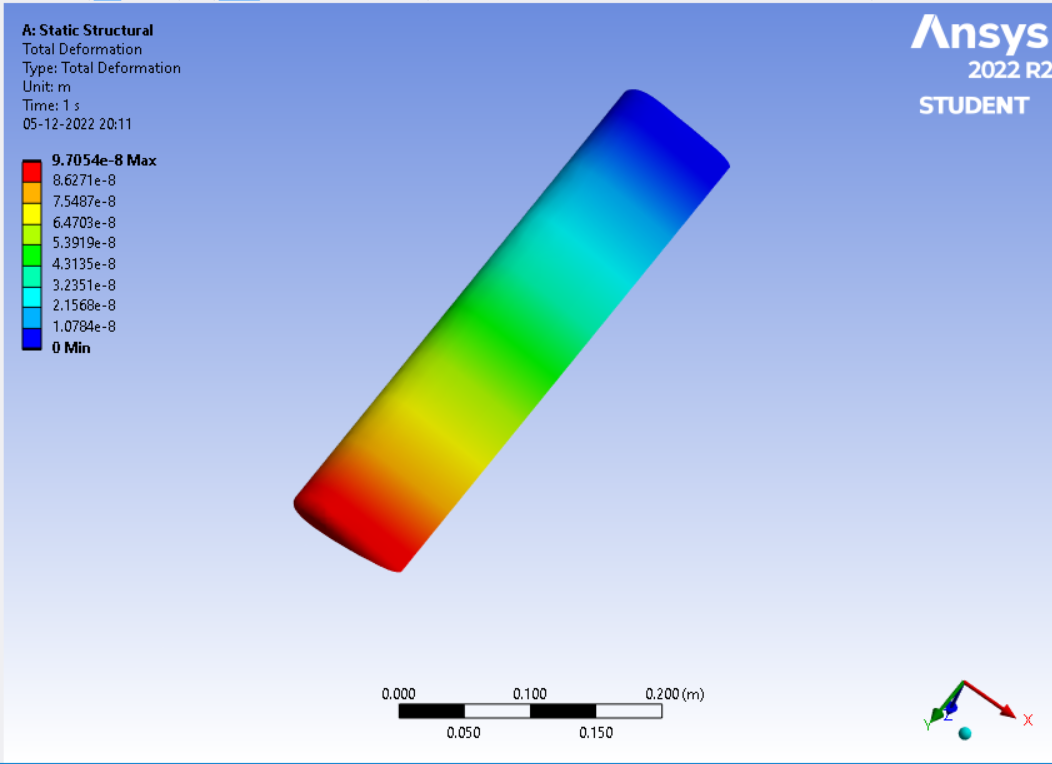 A: Static Structural
Total Deformation
Type: Total Deformation
Unit: m
Time: 1 s
05-12-2022 20:11
9.7054e-8 Max
8.6271e-8
7.5487e-8
6.4703e-8
5.3919e-8
4.3135e-8
3.2351e-8
2.1568e-8
1.0784e-8
0 Min
Ansys
2022 R2
STUDENT
0.000 0.100 0.200 (m)
0.050 0.150
Y Z X